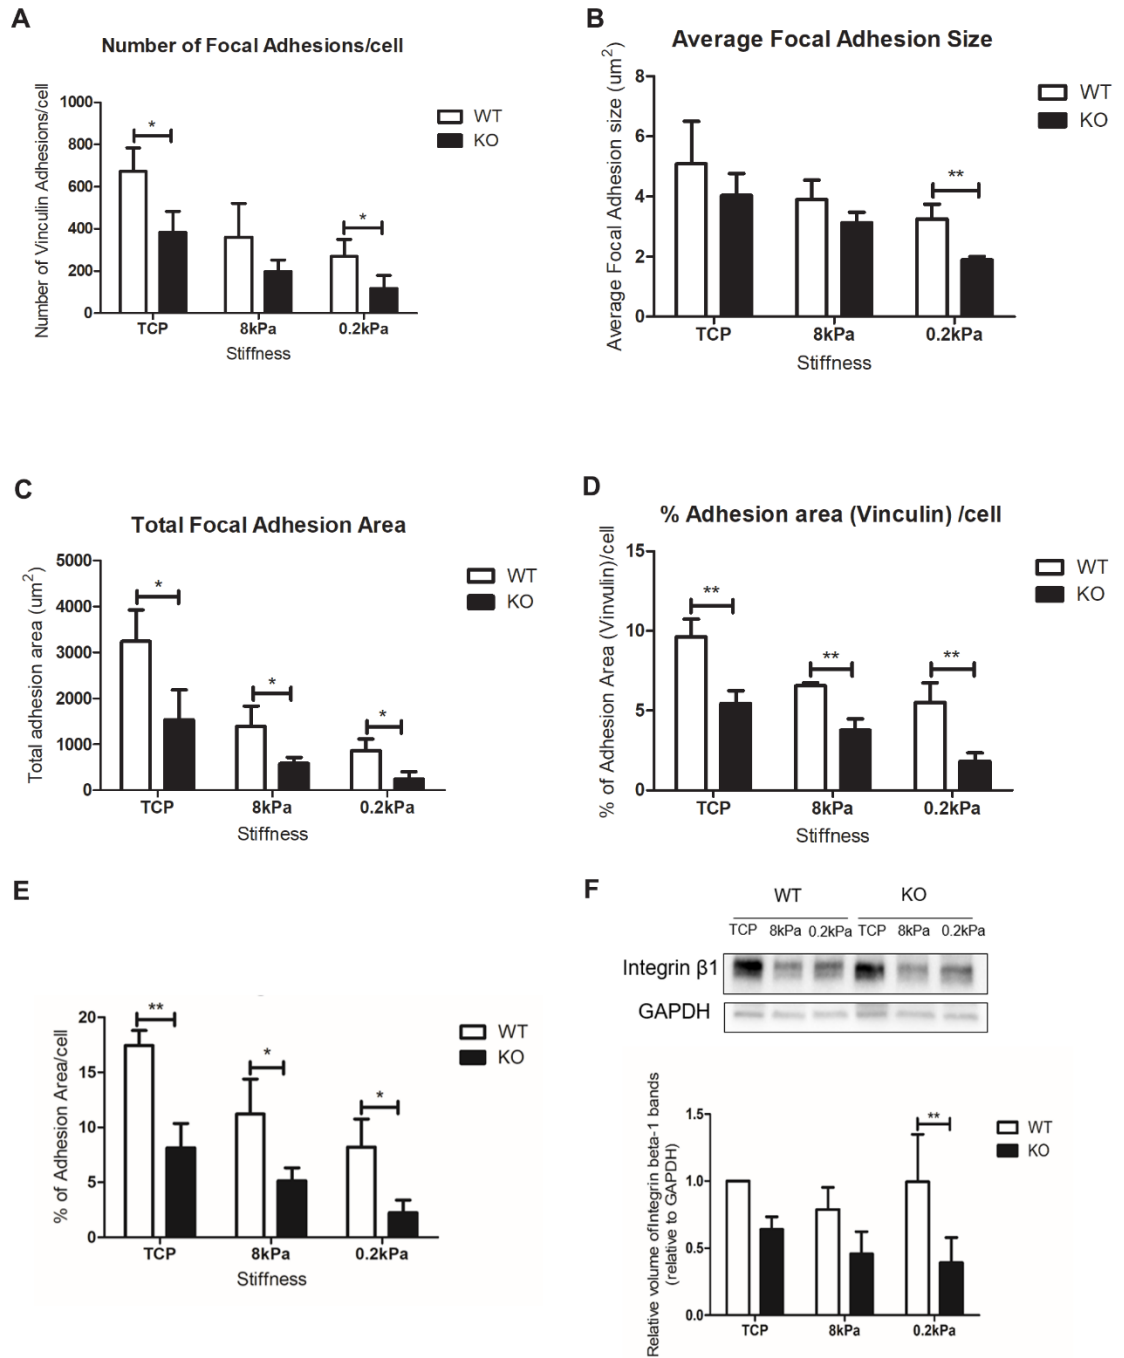 A
Number of Focal Adhesions/cell
Number of Vinculin Adhesions/cell
1000
800
600
400
200
0
*
*
TCP
8kPa
0.2kPa
Stiffness
WT
KO
B
Average Focal Adhesion Size
Average Focal Adhesion size (um²)
8
6
4
2
0
**
TCP
8kPa
0.2kPa
Stiffness
WT
KO
C
Total Focal Adhesion Area
Total adhesion area (um²)
5000
4000
3000
2000
1000
0
*
*
*
TCP
8kPa
0.2kPa
Stiffness
WT
KO
D
% Adhesion area (Vinculin) /cell
% of Adhesion Area (Vinvulin)/cell
15
10
5
0
**
**
**
TCP
8kPa
0.2kPa
Stiffness
WT
KO
E
% of Adhesion Area/cell
20
15
10
5
0
**
*
*
TCP
8kPa
0.2kPa
Stiffness
WT
KO
F
WT KO
TCP 8kPa 0.2kPa TCP 8kPa 0.2kPa
Integrin β1
GAPDH
Relative volume of Integrin beta-1 bands
(relative to GAPDH)
1.5
1.0
0.5
0.0
**
TCP
8kPa
0.2kPa
WT
KO